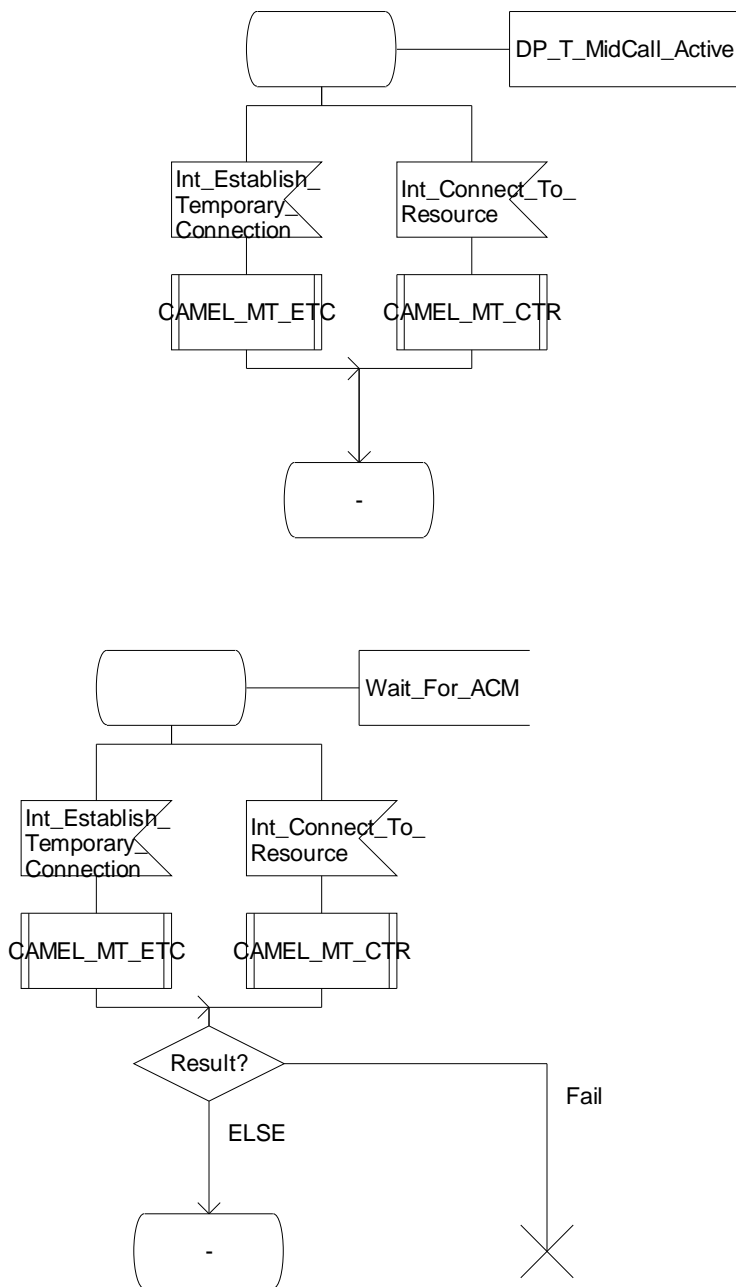 DP_T_MidCall_Active
Int_Establish_
Temporary_
Connection
Int_Connect_To_
Resource
CAMEL_MT_ETC
CAMEL_MT_CTR
-
Wait_For_ACM
Int_Establish_
Temporary_
Connection
Int_Connect_To_
Resource
CAMEL_MT_ETC
CAMEL_MT_CTR
Result?
Fail
ELSE
-